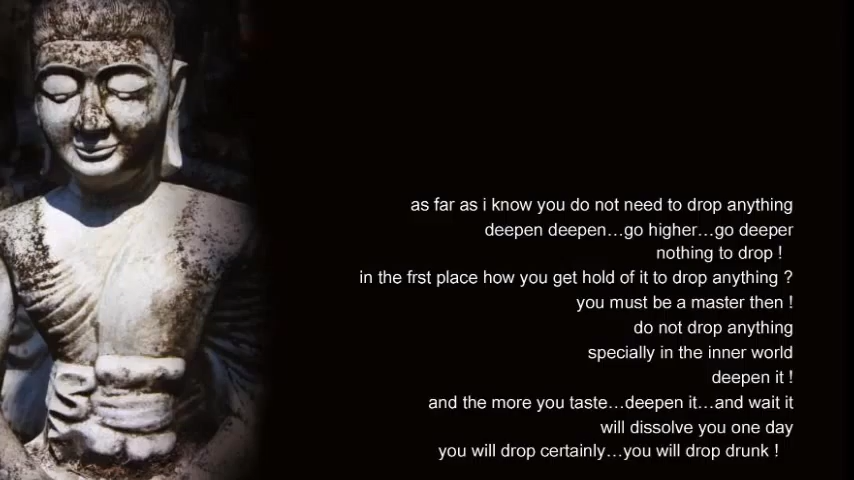 as far as i know you do not need to drop anything
deepen deepen...go higher...go deeper
nothing to drop !
in the frst place how you get hold of it to drop anything ?
you must be a master then !
do not drop anything
specially in the inner world
deepen it !
and the more you taste...deepen it...and wait it
will dissolve you one day
you will drop certainly...you will drop drunk !